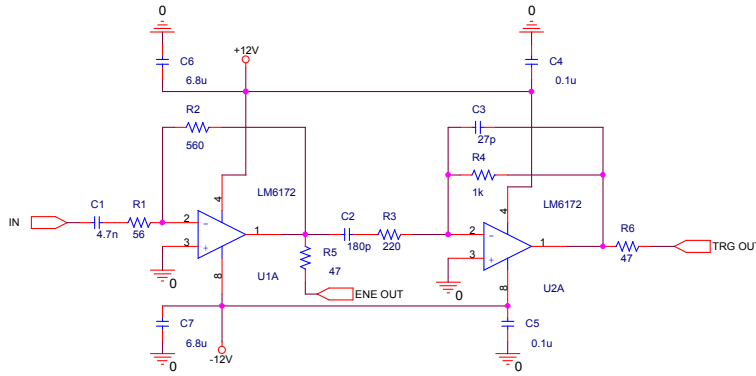 0
0
C6
6.8u
+12V
C4
0.1u
R2
560
C3
27p
R4
1k
LM6172
LM6172
4
4
IN
C1
4.7n
R1
56
2
3
1
C2
180p
R3
220
2
3
1
R6
47
TRG OUT
R5
47
0
8
U1A
ENE OUT
0
8
U2A
C7
6.8u
-12V
C5
0.1u
0
0